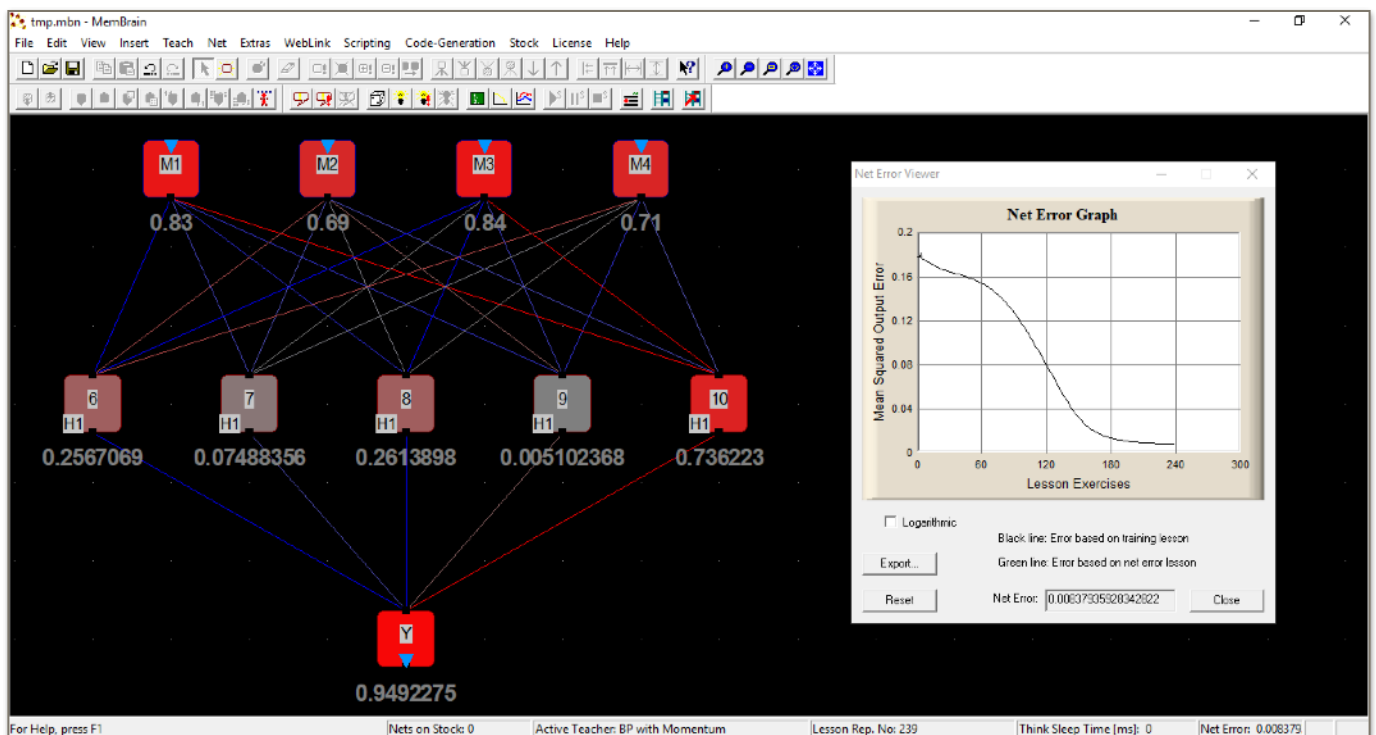 tmp.mbn - MemBrain
File Edit View Insert Teach Net Extras WebLink Scripting Code-Generation Stock License Help
M1 M2 M3 M4
0.83 0.69 0.84 0.71
6 7 8 9 10
H1 H1 H1 H1 H1
0.2567069 0.07488356 0.2613898 0.005102368 0.736223
Y
0.9492275
Net Error Viewer
Net Error Graph
Mean Squared Output Error
0.2
0.16
0.12
0.08
0.04
0
0 60 120 180 240 300
Lesson Exercises
Logarithmic
Black line: Error based on training lesson
Export... Green line: Error based on net error lesson
Reset Net Error: 0.00837935928342822 Close
For Help, press F1 Nets on Stock: 0 Active Teacher: BP with Momentum Lesson Rep. No: 239 Think Sleep Time [ms]: 0 Net Error: 0.008379